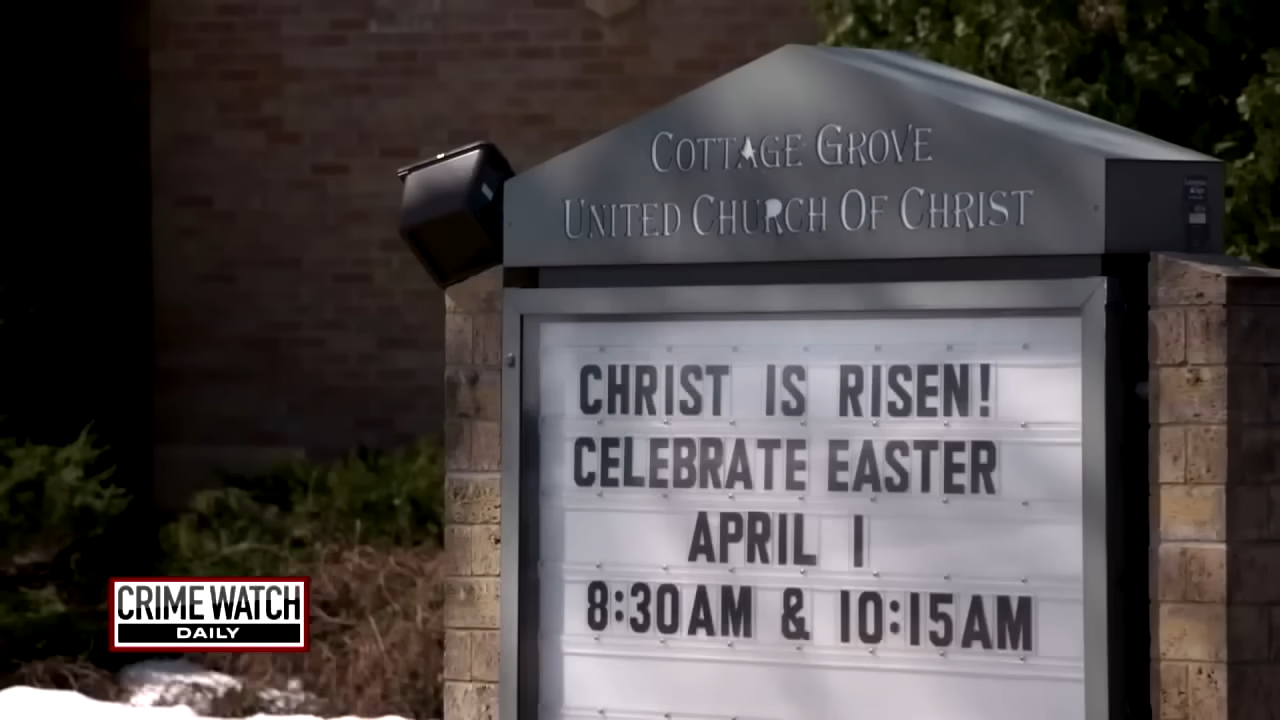 COTTAGE GROVE
UNITED CHURCH OF CHRIST
CHRIST IS RISEN!
CELEBRATE EASTER
APRIL 1
8:30AM & 10:15AM
CRIME WATCH
DAILY